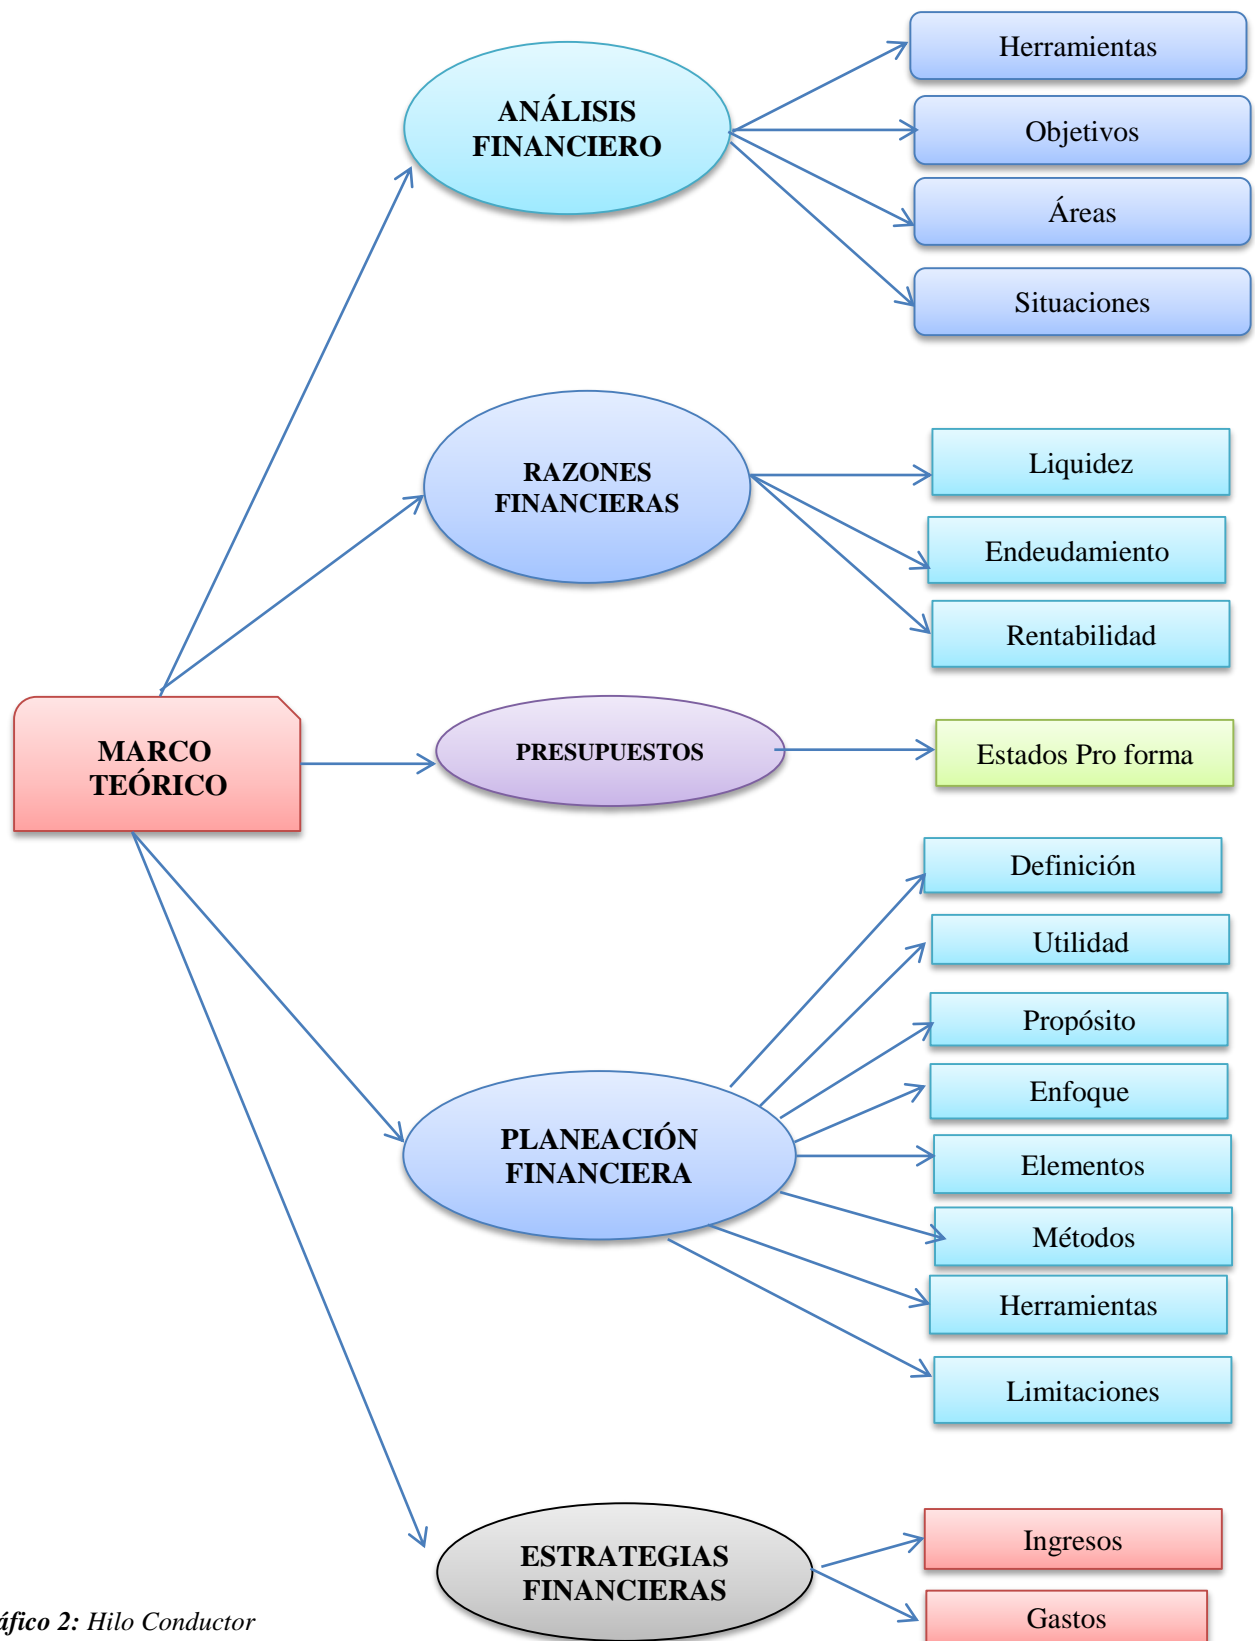 Herramientas
ANÁLISIS
FINANCIERO
Objetivos
Áreas
Situaciones
RAZONES
FINANCIERAS
Liquidez
Endeudamiento
Rentabilidad
MARCO
TEÓRICO
PRESUPUESTOS
Estados Pro forma
Definición
Utilidad
Propósito
Enfoque
PLANEACIÓN
FINANCIERA
Elementos
Métodos
Herramientas
Limitaciones
ESTRATEGIAS
FINANCIERAS
Ingresos
Gastos
áfico 2: Hilo Conductor